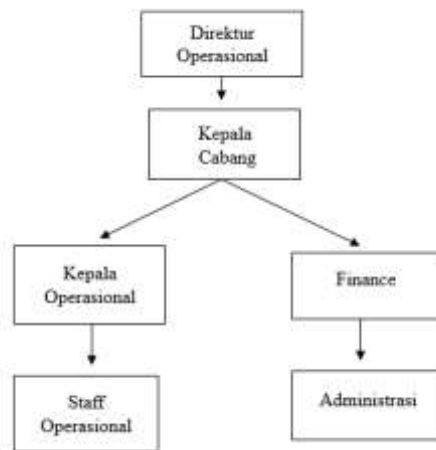 Direktur
Operasional
Kepala
Cabang
Kepala
Operasional
Finance
Staff
Operasional
Administrasi